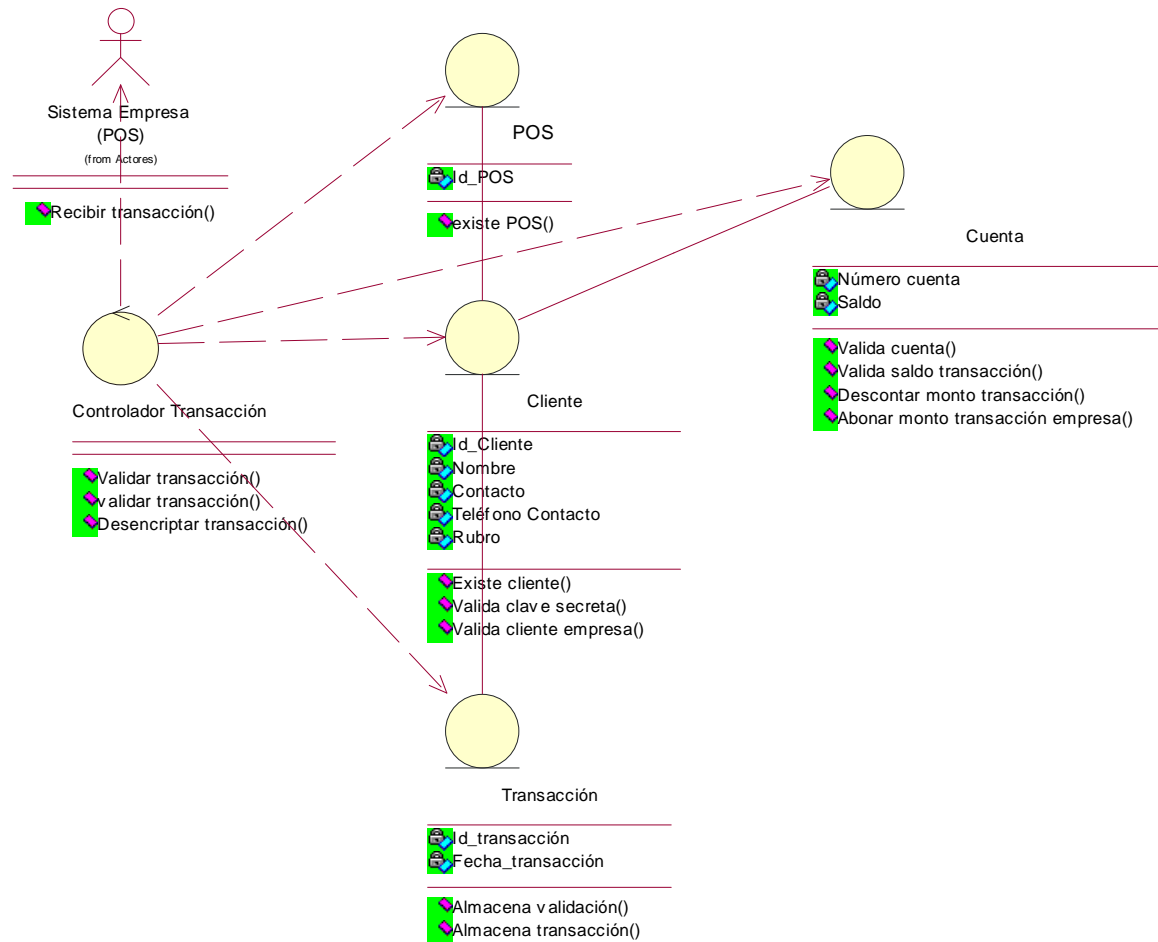 Sistema Empresa
(POS)
(from Actores)
Recibir transacción()
POS
Id_POS
existe POS()
Cuenta
Número cuenta
Saldo
Valida cuenta()
Valida saldo transacción()
Descontar monto transacción()
Abonar monto transacción empresa()
Controlador Transacción
Validar transacción()
validar transacción()
Desencriptar transacción()
Cliente
Id_Cliente
Nombre
Contacto
Teléfono Contacto
Rubro
Existe cliente()
Valida clave secreta()
Valida cliente empresa()
Transacción
Id_transacción
Fecha_transacción
Almacena validación()
Almacena transacción()